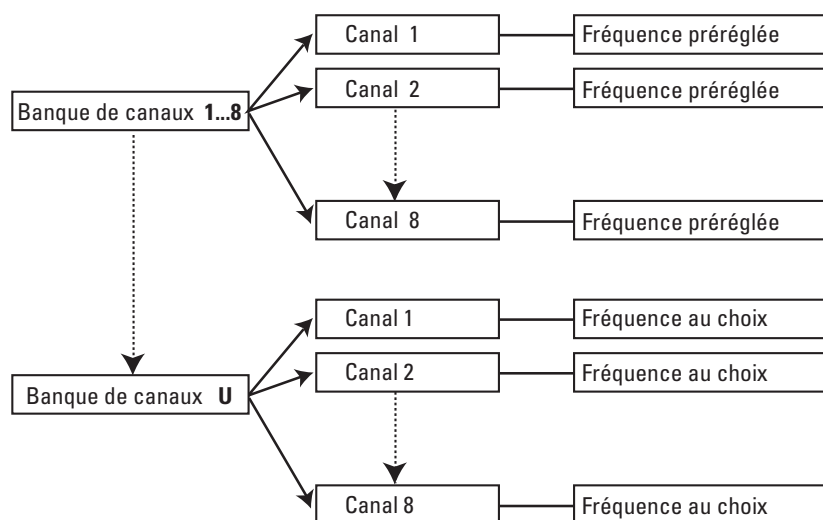 Canal 1 Fréquence préréglée
Canal 2 Fréquence préréglée
Banque de canaux 1...8
Canal 8 Fréquence préréglée
Canal 1 Fréquence au choix
Canal 2 Fréquence au choix
Banque de canaux U
Canal 8 Fréquence au choix